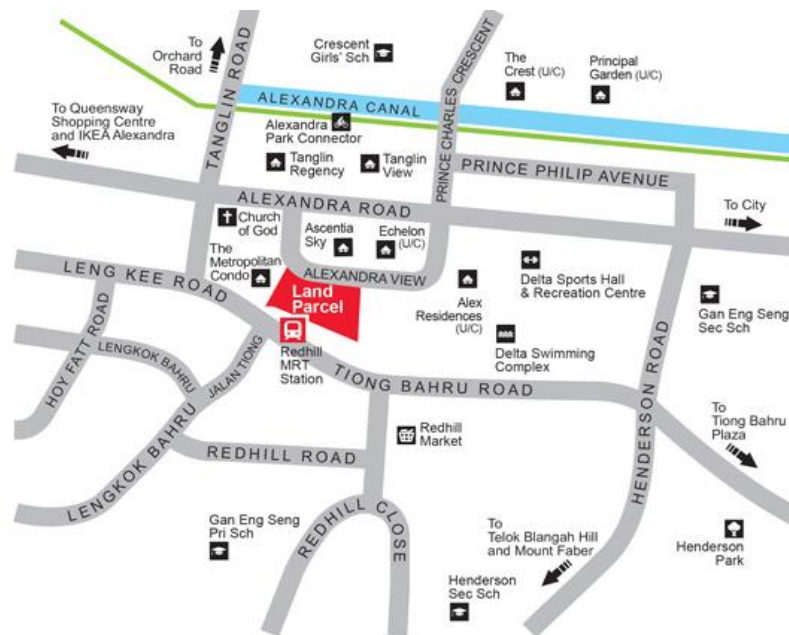 To
Orchard
Road
TANGLIN ROAD
Crescent
Girls' Sch
PRINCE CHARLES CRESCENT
The
Crest (U/C)
Principal
Garden (U/C)
To Queensway
Shopping Centre
and IKEA Alexandra
ALEXANDRA CANAL
Alexandra
Park Connector
Tanglin
Regency
Tanglin
View
PRINCE PHILIP AVENUE
ALEXANDRA ROAD
To City
Church
of God
Ascentia
Sky
Echelon
(U/C)
The
Metropolitan
Condo
ALEXANDRA VIEW
Land
Parcel
LENG KEE ROAD
Alex
Residences
(U/C)
Delta Sports Hall
& Recreation Centre
Gan Eng Seng
Sec Sch
HOY FATT ROAD
LENGKOK BAHRU
JALAN TIONG
Redhill
MRT
Station
Delta Swimming
Complex
TIONG BAHRU ROAD
HENDERSON ROAD
To
Tiong Bahru
Plaza
LENGKOK BAHRU
REDHILL ROAD
Redhill
Market
REDHILL CLOSE
Gan Eng Seng
Pri Sch
To
Telok Blangah Hill
and Mount Faber
Henderson
Park
Henderson
Sec Sch